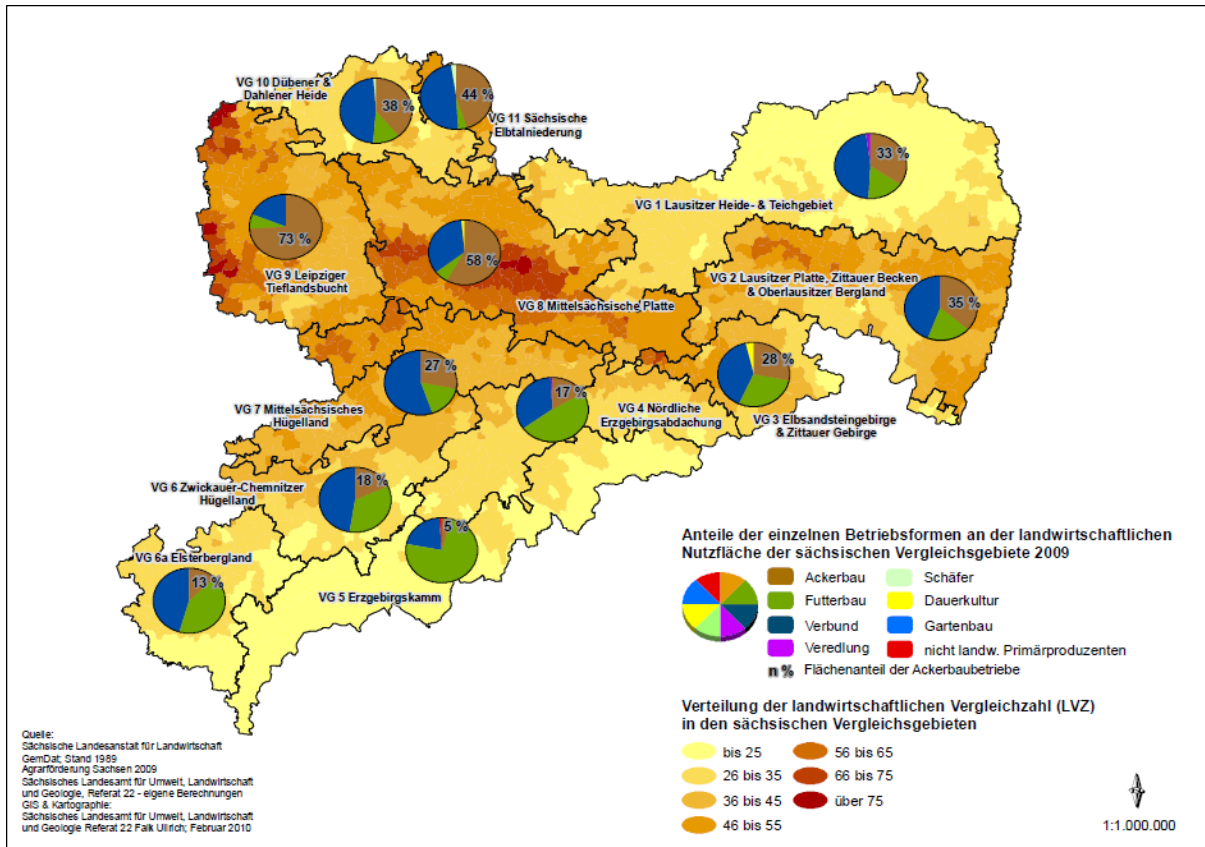 VG 10 Dübener &
Dahlener Heide
38 %
44 %
VG 11 Sächsische
Elbtalniederung
33 %
VG 1 Lausitzer Heide- & Teichgebiet
73 %
VG 9 Leipziger
Tieflandsbucht
58 %
VG 8 Mittelsächsische Platte
VG 2 Lausitzer Platte, Zittauer Becken
& Oberlausitzer Bergland
35 %
27 %
VG 7 Mittelsächsisches
Hügelland
17 %
VG 4 Nördliche
Erzgebirgsabdachung
28 %
VG 3 Elbsandsteingebirge
& Zittauer Gebirge
VG 6 Zwickauer-Chemnitzer
Hügelland
18 %
VG 6a Elsterbergland
13 %
5 %
VG 5 Erzgebirgskamm
Anteile der einzelnen Betriebsformen an der landwirtschaftlichen
Nutzfläche der sächsischen Vergleichsgebiete 2009
Ackerbau
Futterbau
Verbund
Veredlung
Schäfer
Dauerkultur
Gartenbau
nicht landw. Primärproduzenten
n % Flächenanteil der Ackerbaubetriebe
Verteilung der landwirtschaftlichen Vergleichzahl (LVZ)
in den sächsischen Vergleichsgebieten
bis 25
26 bis 35
36 bis 45
46 bis 55
56 bis 65
66 bis 75
über 75
1:1.000.000
Quelle:
Sächsische Landesanstalt für Landwirtschaft
GemDat; Stand 1989
Agrarförderung Sachsen 2009
Sächsisches Landesamt für Umwelt, Landwirtschaft
und Geologie, Referat 22 - eigene Berechnungen
GIS & Kartographie:
Sächsisches Landesamt für Umwelt, Landwirtschaft
und Geologie Referat 22 Falk Ullrich; Februar 2010